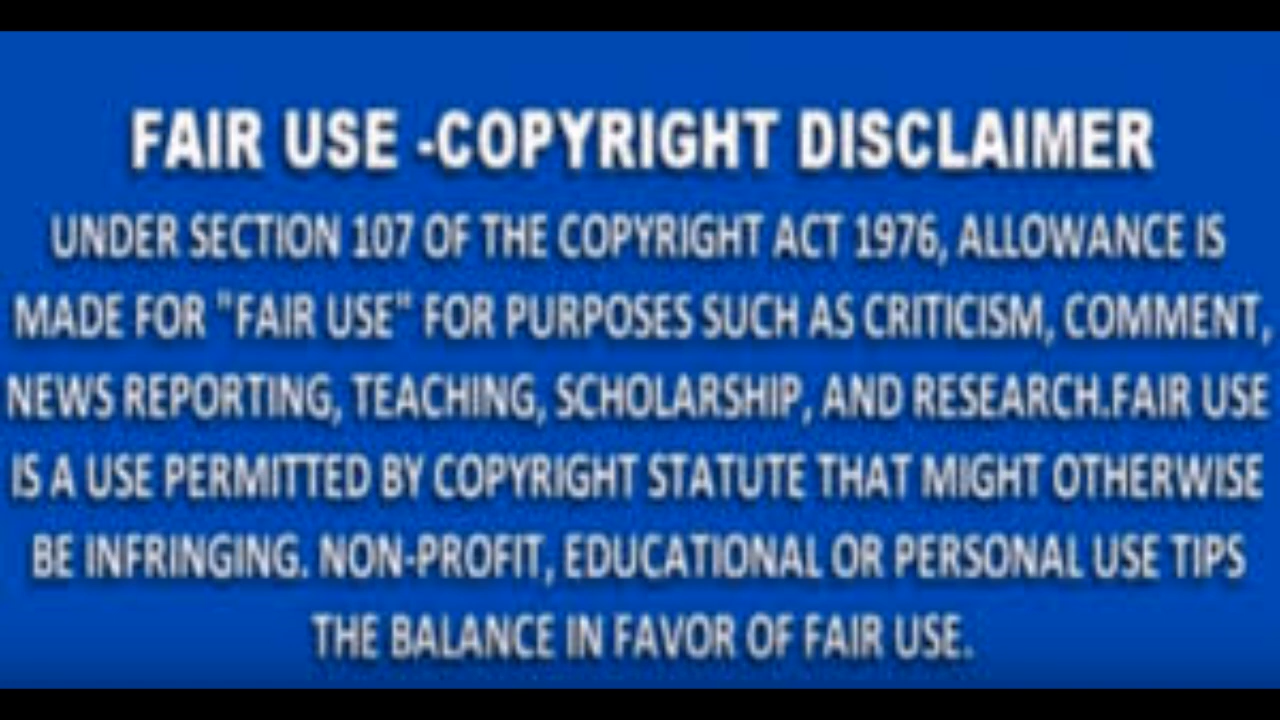 FAIR USE -COPYRIGHT DISCLAIMER
UNDER SECTION 107 OF THE COPYRIGHT ACT 1976, ALLOWANCE IS
MADE FOR "FAIR USE" FOR PURPOSES SUCH AS CRITICISM, COMMENT,
NEWS REPORTING, TEACHING, SCHOLARSHIP, AND RESEARCH.FAIR USE
IS A USE PERMITTED BY COPYRIGHT STATUTE THAT MIGHT OTHERWISE
BE INFRINGING. NON-PROFIT, EDUCATIONAL OR PERSONAL USE TIPS
THE BALANCE IN FAVOR OF FAIR USE.